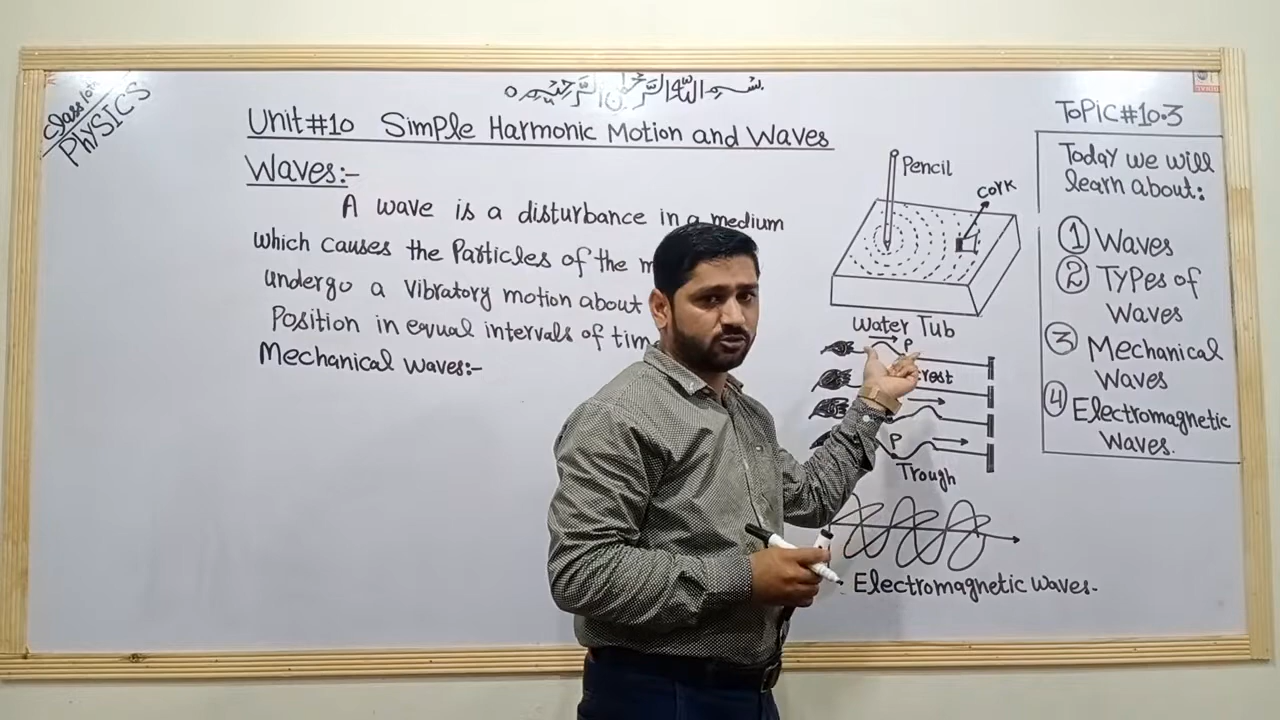 Class 10th
PHYSICS
بسم الله الرحمن الرحيم
Unit#10 Simple Harmonic Motion and Waves
Waves:-
A wave is a disturbance in a medium
which causes the Particles of the m
undergo a vibratory motion about
Position in equal intervals of time
Mechanical waves:-
Pencil
Cork
Water Tub
P
rest
P
Trough
Electromagnetic waves-
ToPiC#10.3
Today we will
learn about:
① Waves
② Types of
Waves
③ Mechanical
Waves
④ Electromagnetic
Waves.